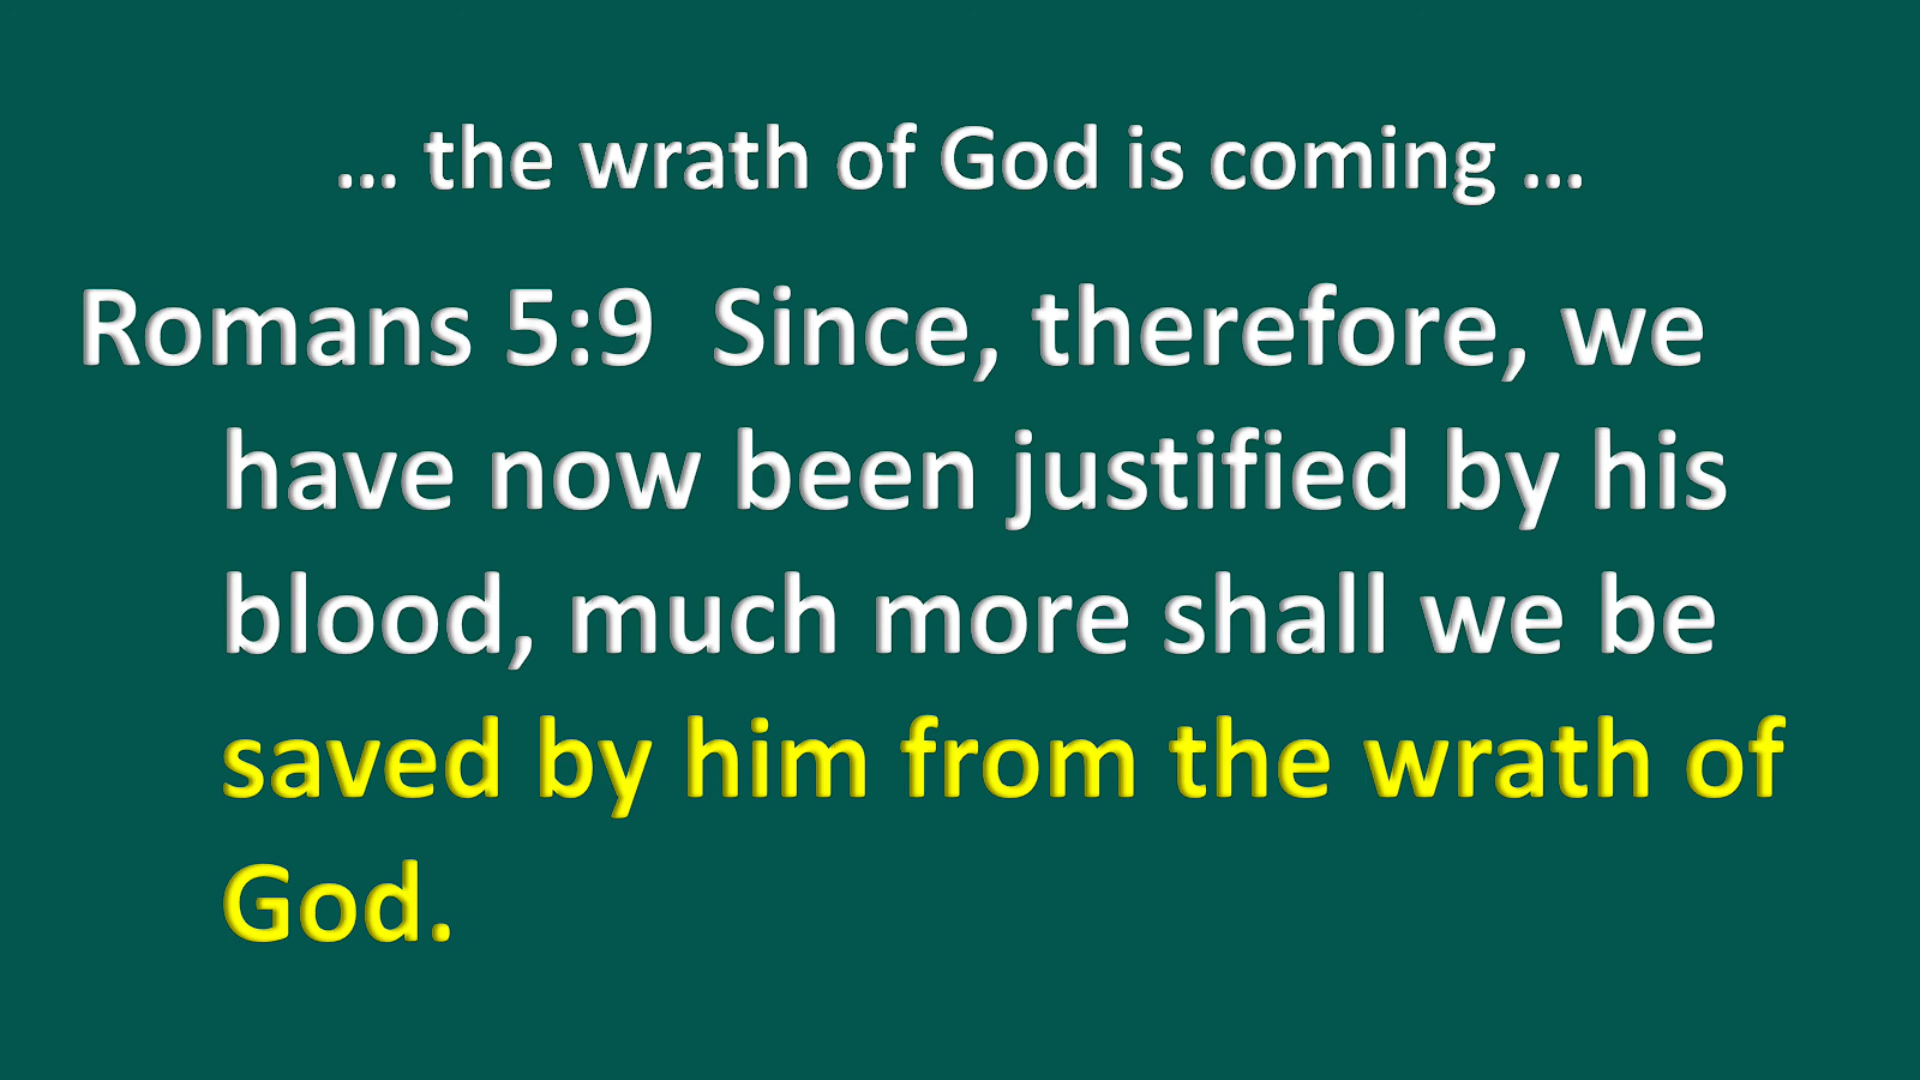 ... the wrath of God is coming ...
Romans 5:9  Since, therefore, we
have now been justified by his
blood, much more shall we be
saved by him from the wrath of
God.